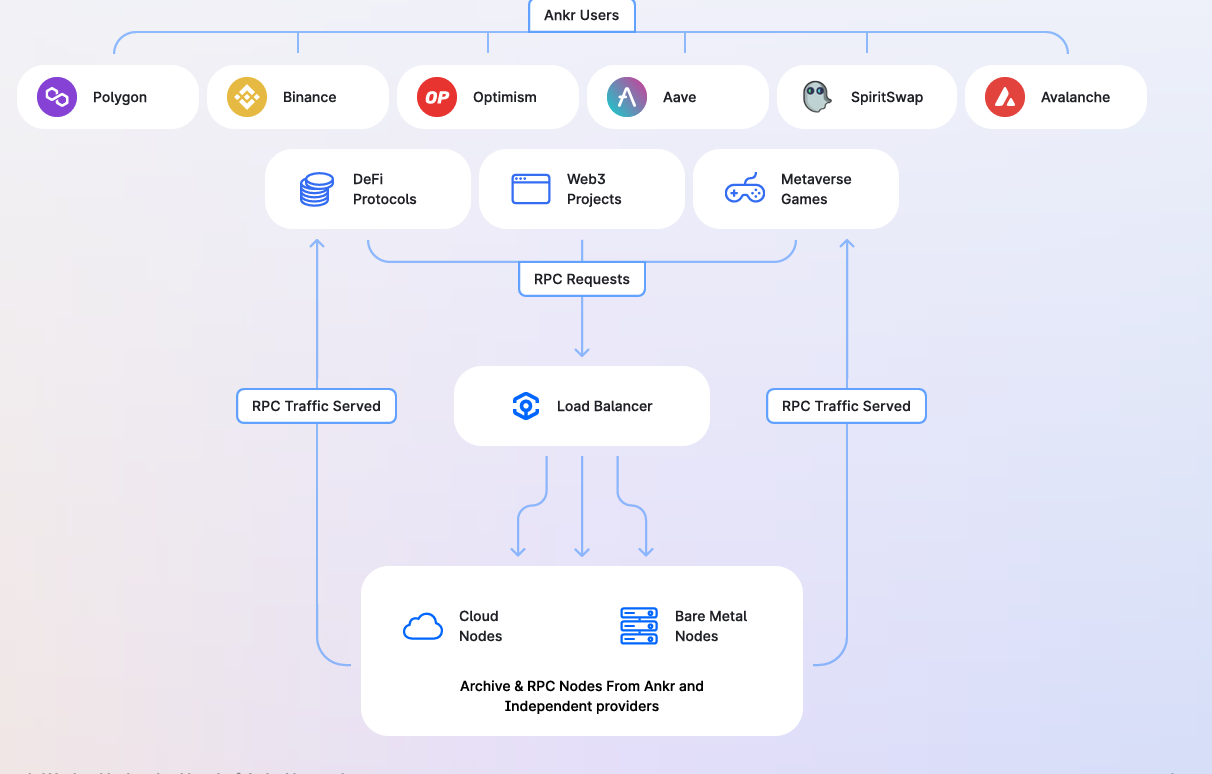 Ankr Users
Polygon
Binance
OP
Optimism
Aave
SpiritSwap
Avalanche
DeFi
Protocols
Web3
Projects
Metaverse
Games
RPC Requests
RPC Traffic Served
Load Balancer
RPC Traffic Served
Cloud
Nodes
Bare Metal
Nodes
Archive & RPC Nodes From Ankr and
Independent providers